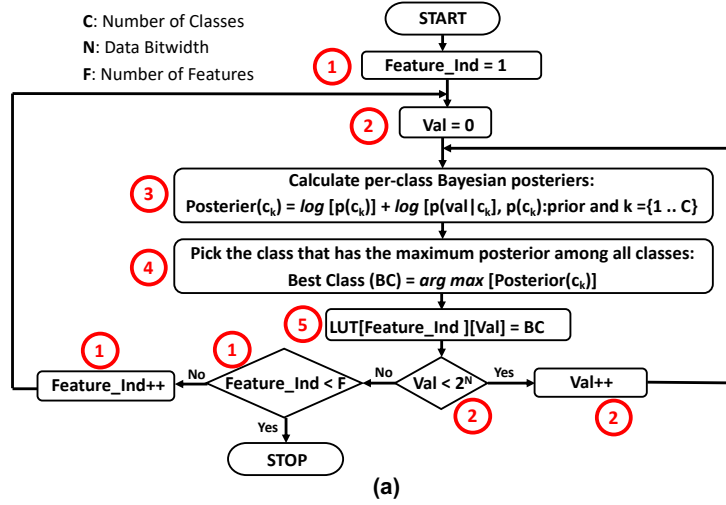 START
C: Number of Classes
N: Data Bitwidth
F: Number of Features
1
Feature_Ind = 1
2
Val = 0
3
Calculate per-class Bayesian posteriers:
Posterier(cₖ) = log [p(cₖ)] + log [p(val|cₖ], p(cₖ):prior and k ={1 .. C}
4
Pick the class that has the maximum posterior among all classes:
Best Class (BC) = arg max [Posterior(cₖ)]
5
LUT[Feature_Ind ][Val] = BC
1
Feature_Ind++
No
1
Feature_Ind < F
No
Val < 2ᴺ
Yes
Val++
2
2
Yes
STOP
(a)